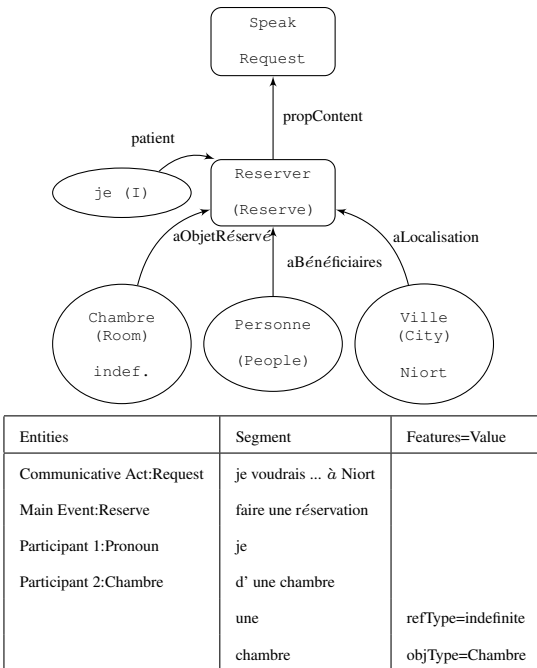 Speak
Request
propContent
patient
Reserver
je (I)
(Reserve)
aObjetRéservé
aLocalisation
aBénéficiaires
Chambre
(Room)
indef.
Personne
(People)
Ville
(City)
Niort
Entities Segment Features=Value
Communicative Act:Request je voudrais ... à Niort
Main Event:Reserve faire une réservation
Participant 1:Pronoun je
Participant 2:Chambre d' une chambre
une refType=indefinite
chambre objType=Chambre